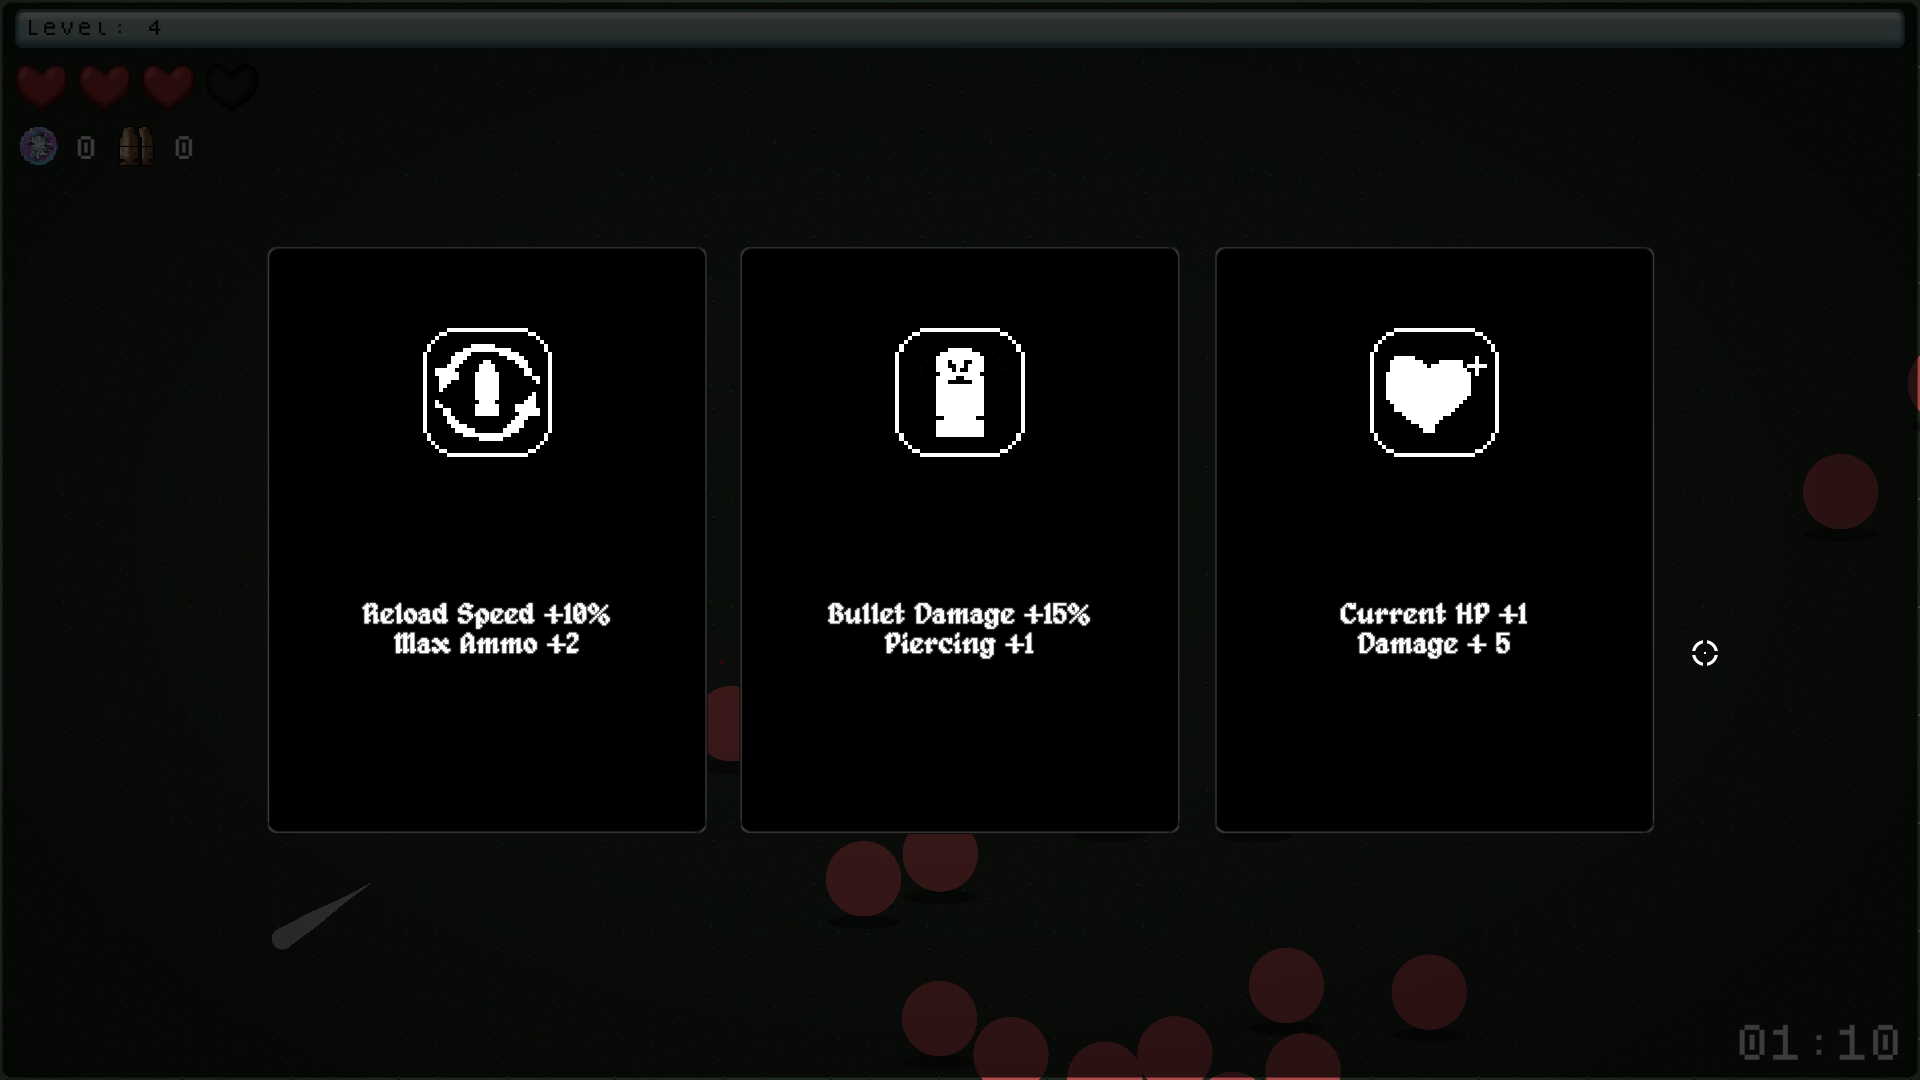 Level: 4
0 0
Reload Speed +10%
Max Ammo +2
Bullet Damage +15%
Piercing +1
Current HP +1
Damage + 5
01:10